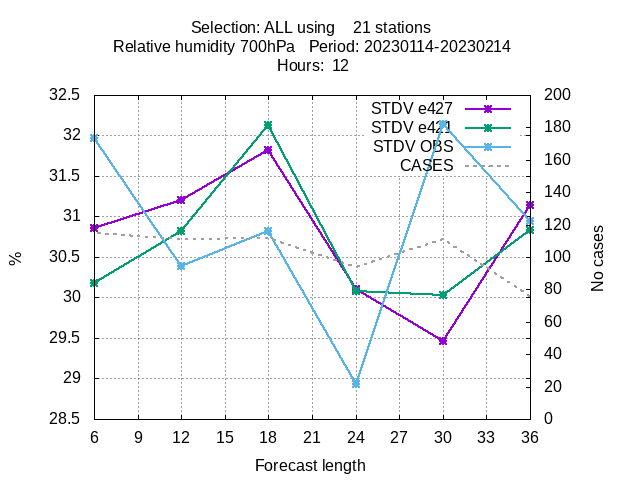 Selection: ALL using    21 stations
Relative humidity 700hPa   Period: 20230114-20230214
Hours:  12
32.5
32
31.5
31
30.5
30
29.5
29
28.5
%
STDV e427
STDV e421
STDV OBS
CASES
200
180
160
140
120
100
80
60
40
20
0
No cases
6 9 12 15 18 21 24 27 30 33 36
Forecast length